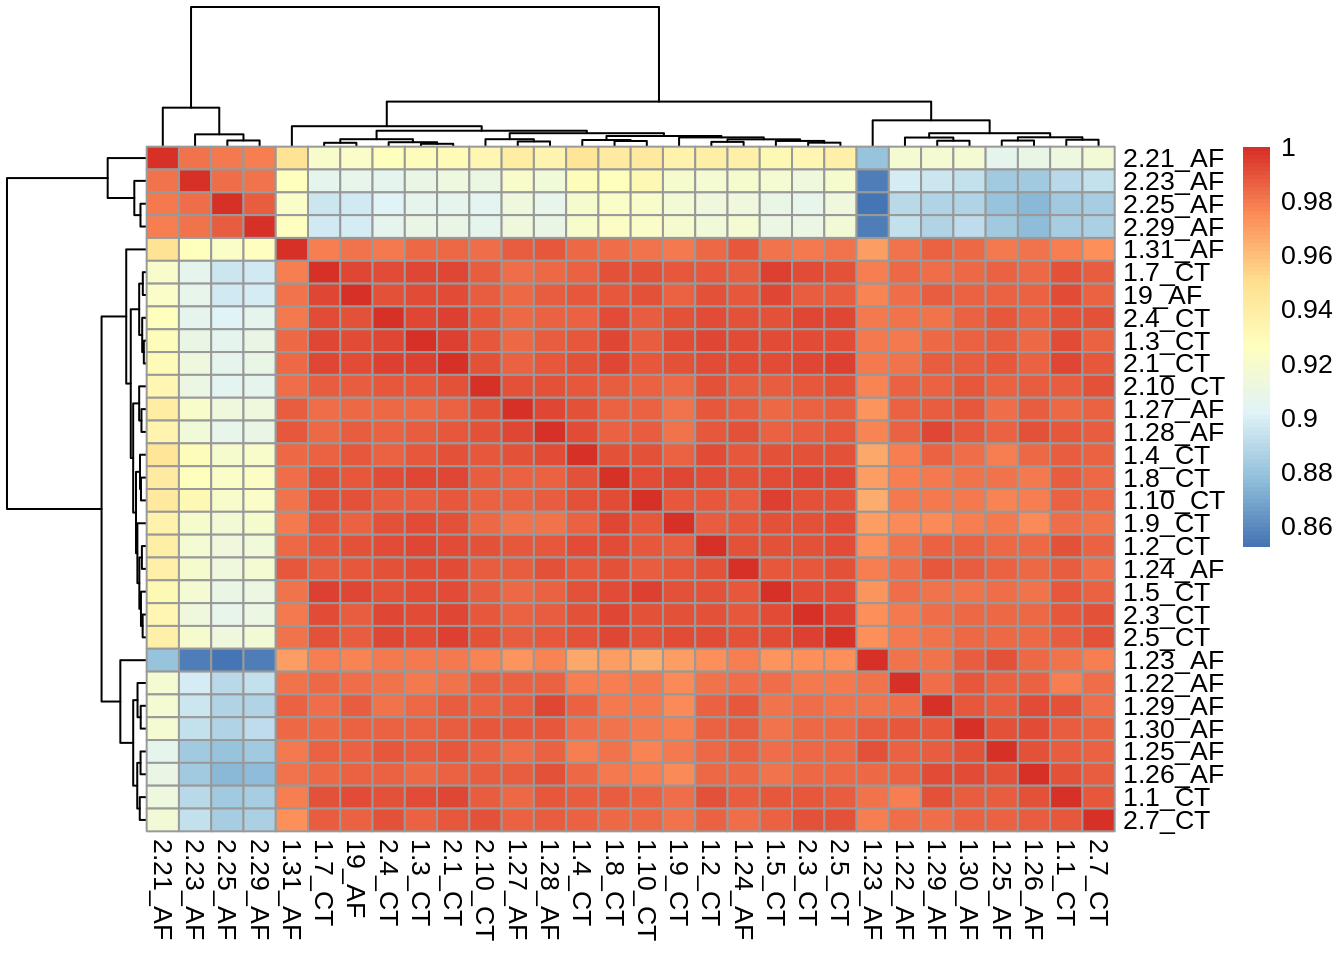 1
0.98
0.96
0.94
0.92
0.9
0.88
0.86
2.21_AF
2.23_AF
2.25_AF
2.29_AF
1.31_AF
1.7_CT
19_AF
2.4_CT
1.3_CT
2.1_CT
2.10_CT
1.27_AF
1.28_AF
1.4_CT
1.8_CT
1.10_CT
1.9_CT
1.2_CT
1.24_AF
1.5_CT
2.3_CT
2.5_CT
1.23_AF
1.22_AF
1.29_AF
1.30_AF
1.25_AF
1.26_AF
1.1_CT
2.7_CT
2.21_AF
2.23_AF
2.25_AF
2.29_AF
1.31_AF
1.7_CT
19_AF
2.4_CT
1.3_CT
2.1_CT
2.10_CT
1.27_AF
1.28_AF
1.4_CT
1.8_CT
1.10_CT
1.9_CT
1.2_CT
1.24_AF
1.5_CT
2.3_CT
2.5_CT
1.23_AF
1.22_AF
1.29_AF
1.30_AF
1.25_AF
1.26_AF
1.1_CT
2.7_CT